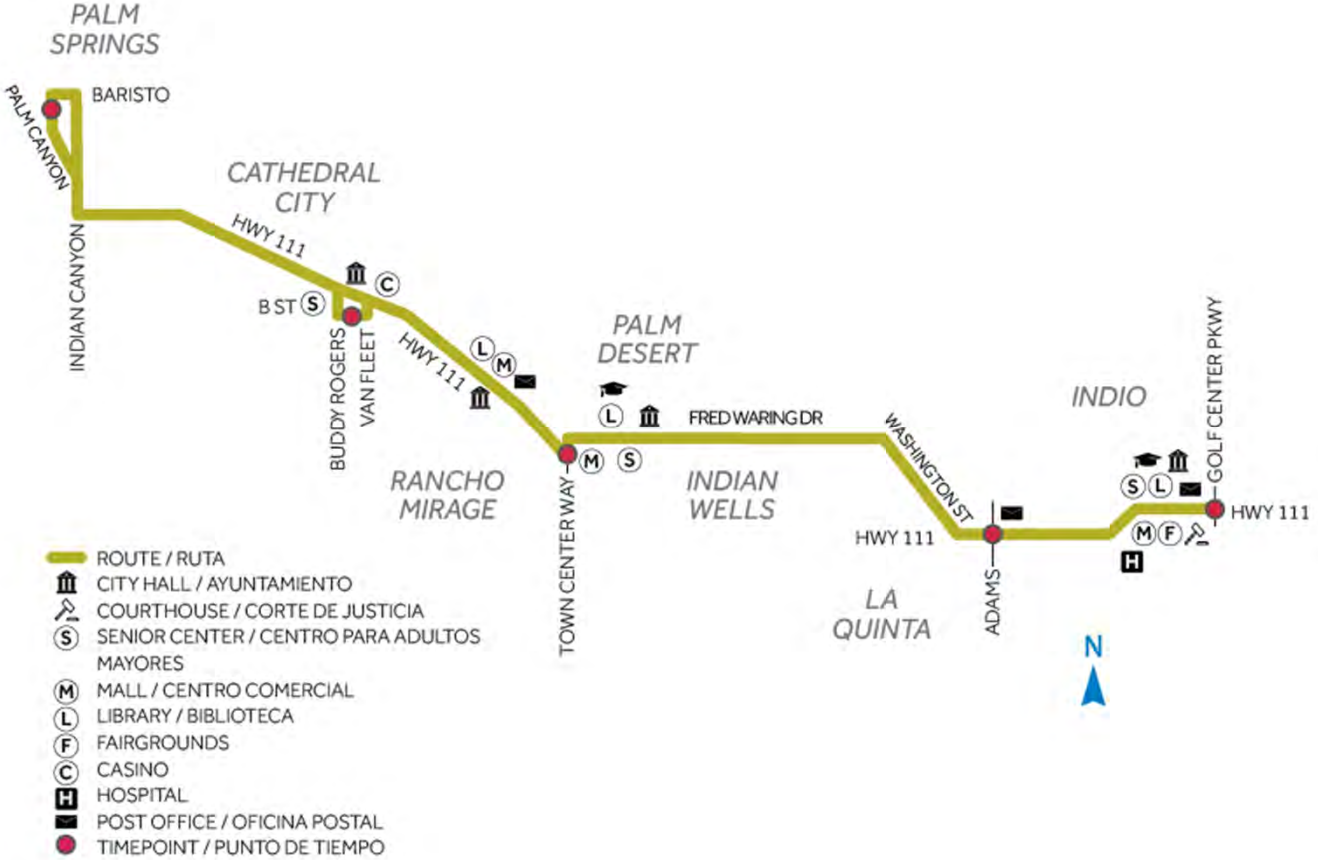 PALM
SPRINGS
BARISTO
PALM CANYON
CATHEDRAL
CITY
HWY 111
INDIAN CANYON
C
B ST
S
BUDDY ROGERS
VAN FLEET
HWY 111
L
M
PALM
DESERT
L
FRED WARING DR
M
S
RANCHO
MIRAGE
INDIAN
WELLS
TOWN CENTER WAY
WASHINGTON ST
INDIO
GOLF CENTER PKWY
S
L
HWY 111
M
F
H
HWY 111
ADAMS
LA
QUINTA
N
ROUTE / RUTA
CITY HALL / AYUNTAMIENTO
COURTHOUSE / CORTE DE JUSTICIA
S SENIOR CENTER / CENTRO PARA ADULTOS
MAYORES
M MALL / CENTRO COMERCIAL
L LIBRARY / BIBLIOTECA
F FAIRGROUNDS
C CASINO
H HOSPITAL
POST OFFICE / OFICINA POSTAL
TIMEPOINT / PUNTO DE TIEMPO